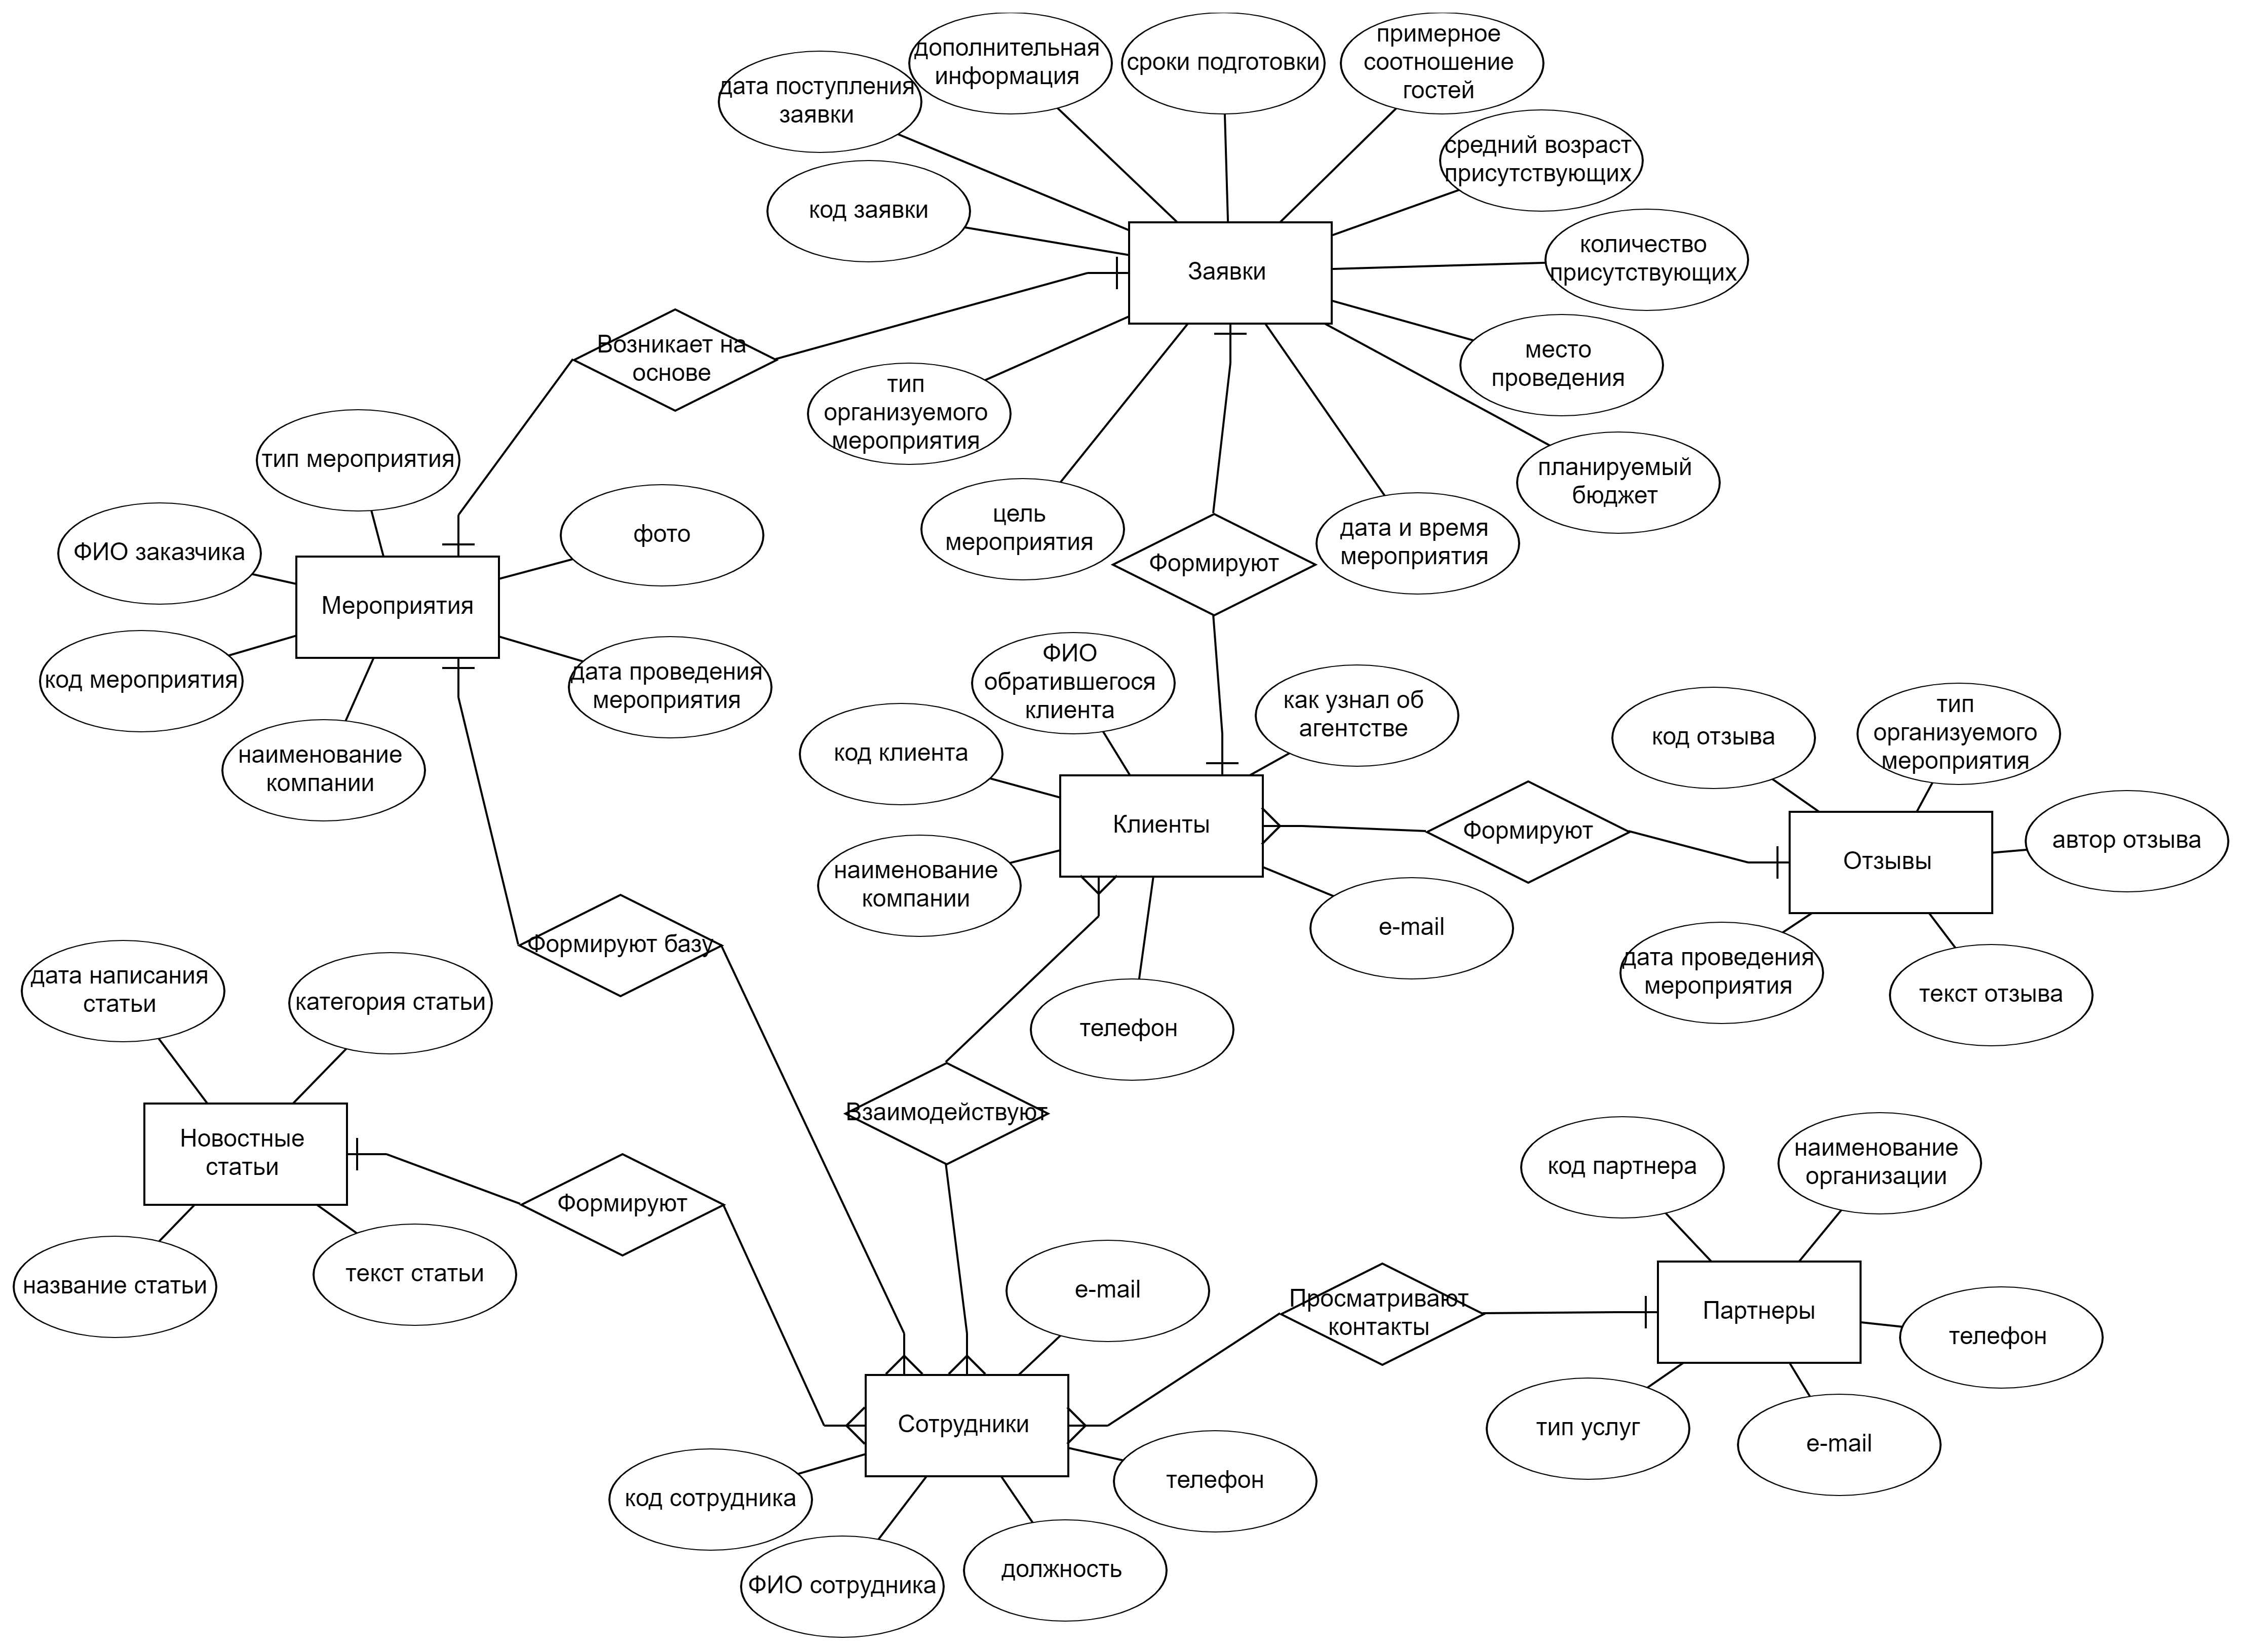 дополнительная
информация
сроки подготовки
примерное
соотношение
гостей
дата поступления
заявки
средний возраст
присутствующих
код заявки
количество
присутствующих
Заявки
Возникает на
основе
место
проведения
тип
организуемого
мероприятия
планируемый
бюджет
тип мероприятия
цель
мероприятия
дата и время
мероприятия
фото
ФИО заказчика
Формируют
Мероприятия
код мероприятия
дата проведения
мероприятия
наименование
компании
ФИО
обратившегося
клиента
как узнал об
агентстве
код клиента
код отзыва
тип
организуемого
мероприятия
Клиенты
Формируют
Отзывы
автор отзыва
наименование
компании
e-mail
Формируют базу
дата проведения
мероприятия
текст отзыва
дата написания
статьи
категория статьи
телефон
Взаимодействуют
Новостные
статьи
код партнера
наименование
организации
Формируют
название статьи
текст статьи
e-mail
Просматривают
контакты
Партнеры
телефон
Сотрудники
тип услуг
e-mail
код сотрудника
телефон
ФИО сотрудника
должность